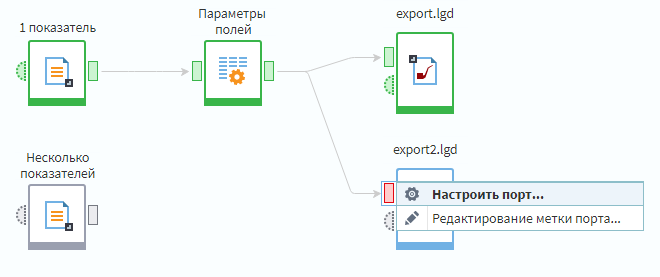 1 показатель
Параметры
полей
export.lgd
Несколько
показателей
export2.lgd
Настроить порт...
Редактирование метки порта...